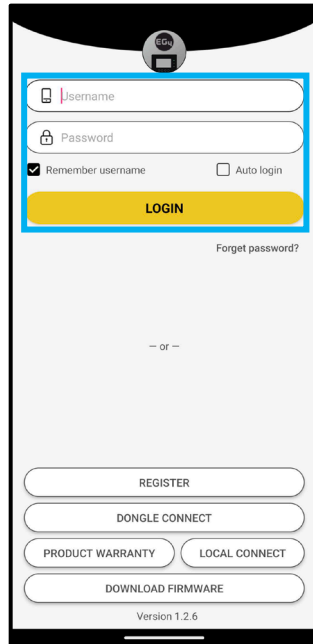 EG4
Username
Password
Remember username Auto login
LOGIN
Forget password?
— or —
REGISTER
DONGLE CONNECT
PRODUCT WARRANTY LOCAL CONNECT
DOWNLOAD FIRMWARE
Version 1.2.6